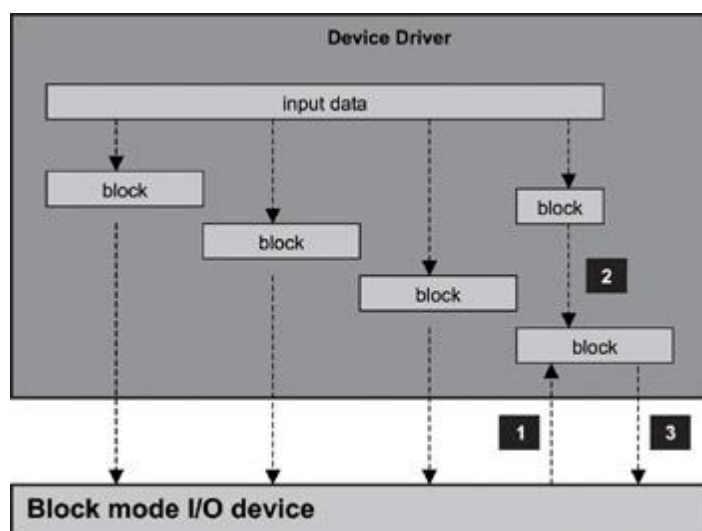 Device Driver
input data
block
block
block
block
2
block
1
3
Block mode I/O device